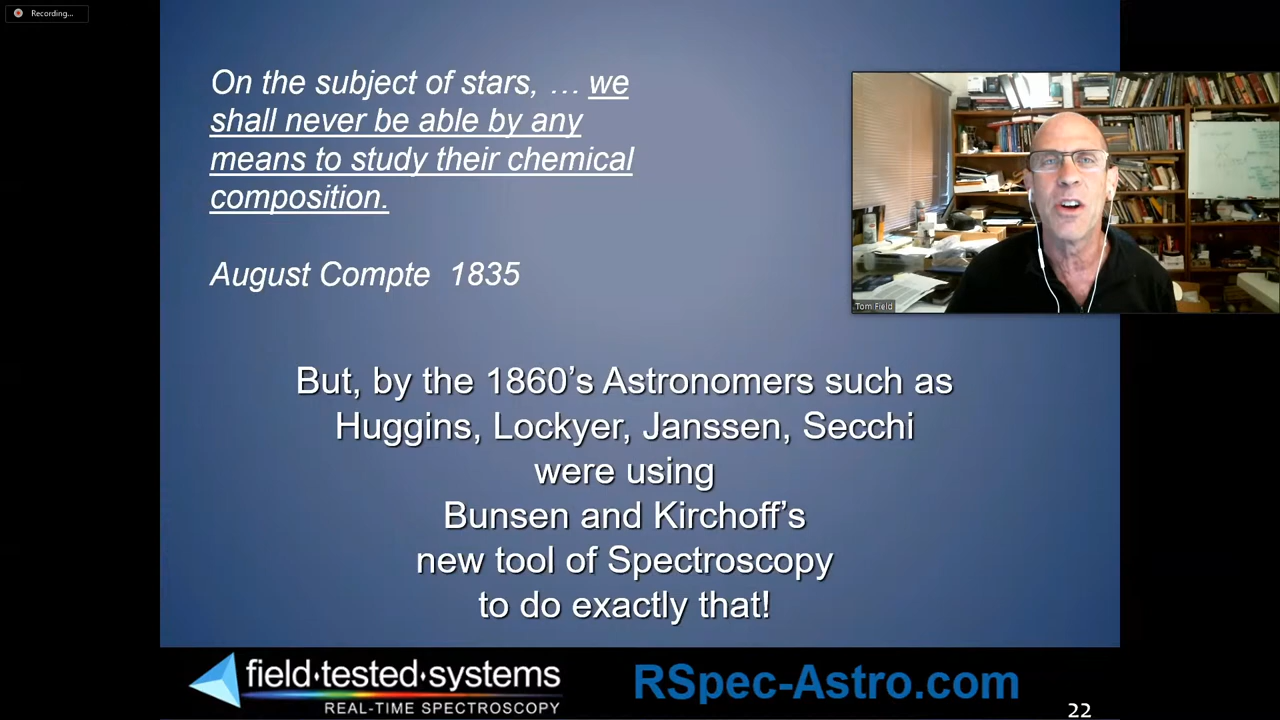 Recording...
On the subject of stars, … we
shall never be able by any
means to study their chemical
composition.
August Compte 1835
Tom Field
But, by the 1860’s Astronomers such as
Huggins, Lockyer, Janssen, Secchi
were using
Bunsen and Kirchoff’s
new tool of Spectroscopy
to do exactly that!
field•tested•systems
REAL-TIME SPECTROSCOPY
RSpec-Astro.com
22